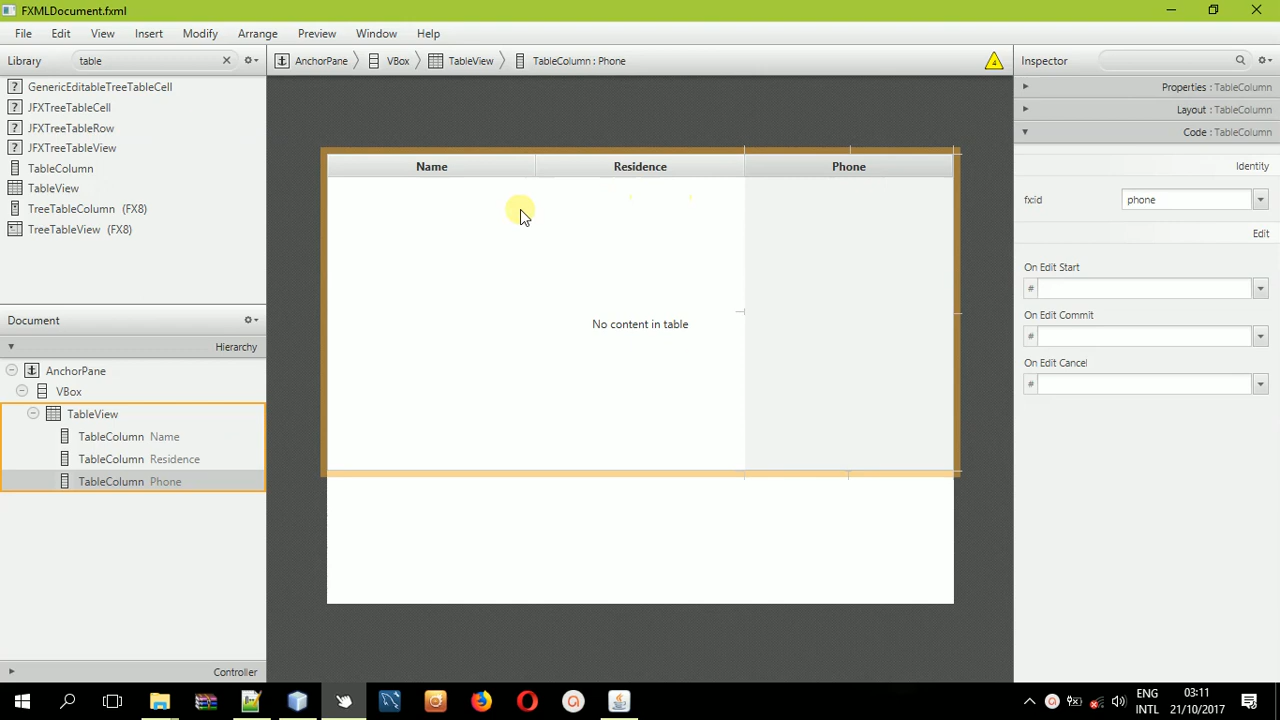 FXMLDocument.fxml
File Edit View Insert Modify Arrange Preview Window Help
Library table
AnchorPane VBox TableView TableColumn : Phone
4
Inspector
? GenericEditableTreeTableCell
? JFXTreeTableCell
? JFXTreeTableRow
? JFXTreeTableView
TableColumn
TableView
TreeTableColumn (FX8)
TreeTableView (FX8)
Document
Hierarchy
AnchorPane
VBox
TableView
TableColumn Name
TableColumn Residence
TableColumn Phone
Controller
Name Residence Phone
No content in table
Properties : TableColumn
Layout : TableColumn
Code : TableColumn
Identity
fx:id phone
Edit
On Edit Start
#
On Edit Commit
#
On Edit Cancel
#
ENG
INTL
03:11
21/10/2017